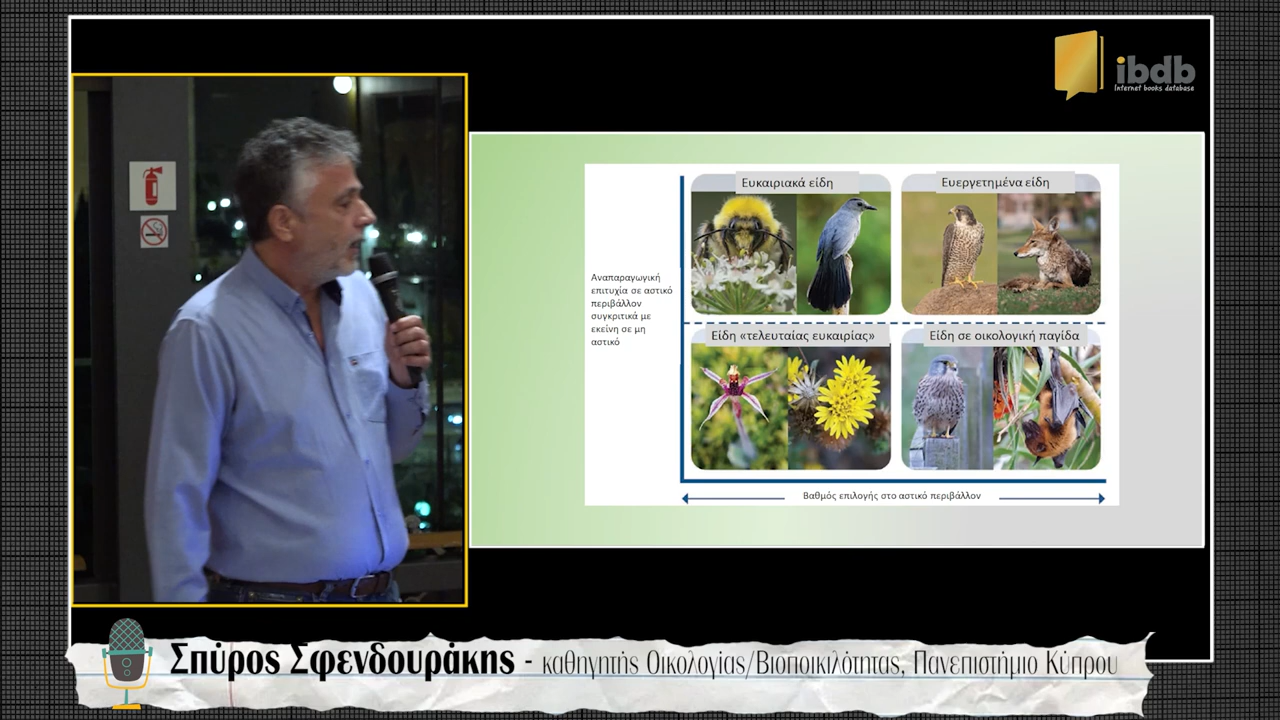 ibdb
Internet books database
Ευκαιριακά είδη
Ευεργετημένα είδη
Αναπαραγωγική
επιτυχία σε αστικό
περιβάλλον
συγκριτικά με
εκείνη σε μη
αστικό
Είδη «τελευταίας ευκαιρίας»
Είδη σε οικολογική παγίδα
Βαθμός επιλογής στο αστικό περιβάλλον
Σπύρος Σφενδουράκης - καθηγητής Οικολογίας/Βιοποικιλότητας, Πανεπιστήμιο Κύπρου